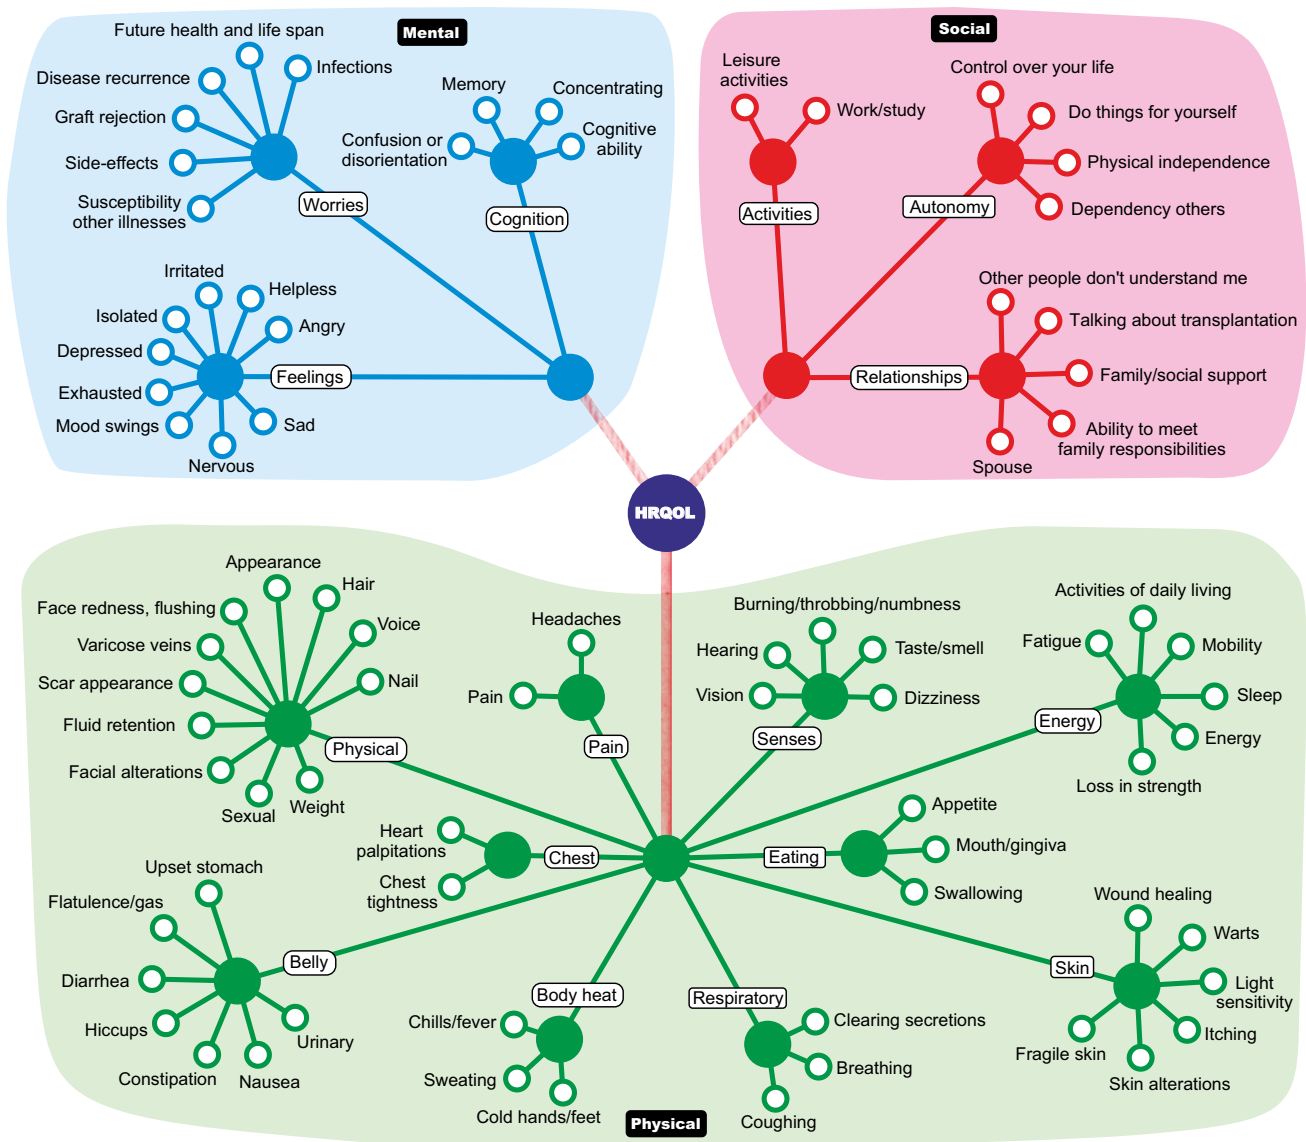 Mental
Future health and life span
Infections
Disease recurrence
Graft rejection
Side-effects
Susceptibility
other illnesses
Worries
Memory
Concentrating
Confusion or
disorientation
Cognitive
ability
Cognition
Irritated
Helpless
Isolated
Angry
Depressed
Exhausted
Mood swings
Sad
Nervous
Feelings
Social
Leisure
activities
Work/study
Activities
Control over your life
Do things for yourself
Physical independence
Dependency others
Autonomy
Other people don't understand me
Talking about transplantation
Family/social support
Ability to meet
family responsibilities
Spouse
Relationships
HRQOL
Appearance
Hair
Face redness, flushing
Voice
Varicose veins
Scar appearance
Nail
Fluid retention
Facial alterations
Sexual
Weight
Physical
Headaches
Pain
Pain
Burning/throbbing/numbness
Hearing
Taste/smell
Vision
Dizziness
Senses
Activities of daily living
Fatigue
Mobility
Sleep
Energy
Energy
Loss in strength
Heart
palpitations
Chest
tightness
Chest
Appetite
Mouth/gingiva
Swallowing
Eating
Upset stomach
Flatulence/gas
Diarrhea
Hiccups
Constipation
Nausea
Urinary
Belly
Body heat
Chills/fever
Sweating
Cold hands/feet
Respiratory
Clearing secretions
Breathing
Coughing
Skin
Wound healing
Warts
Light
sensitivity
Itching
Fragile skin
Skin alterations
Physical